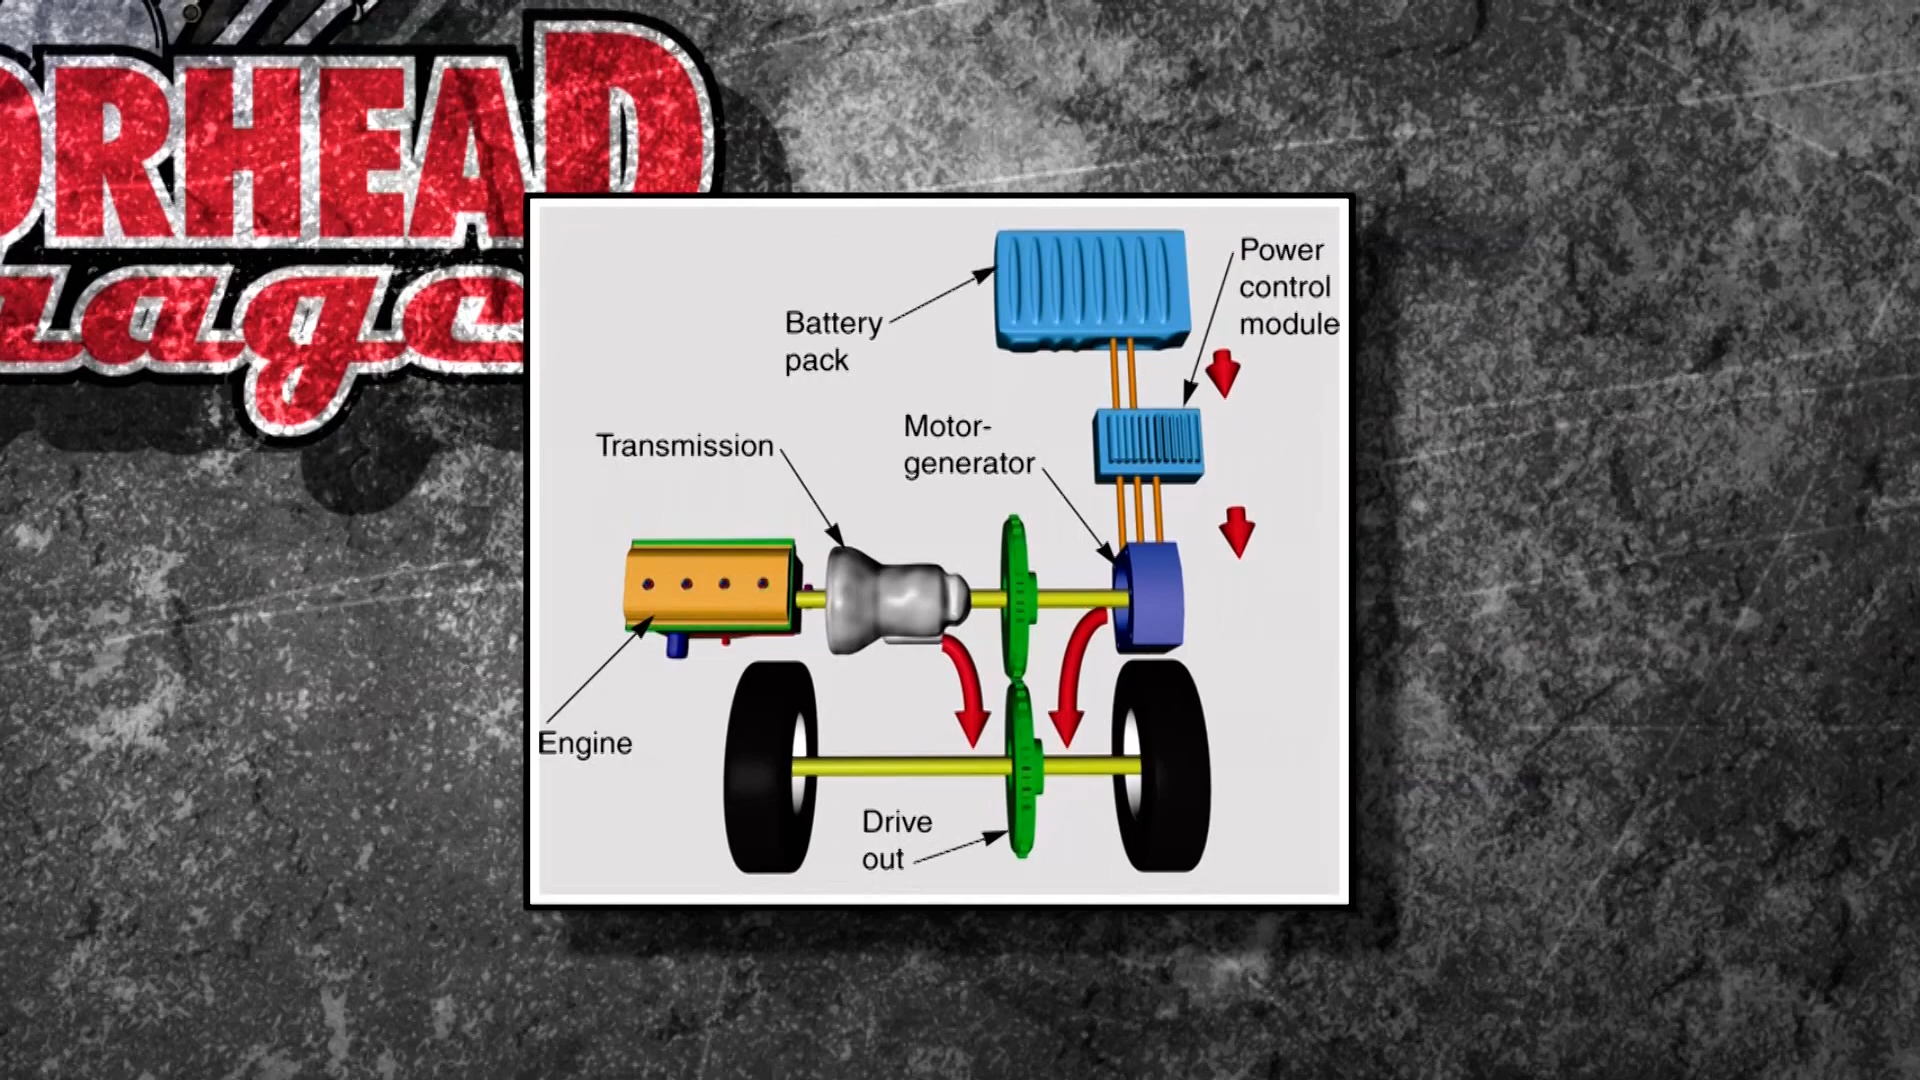 ORHEAD
Battery
pack
Power
control
module
Transmission
Motor-
generator
Engine
Drive
out